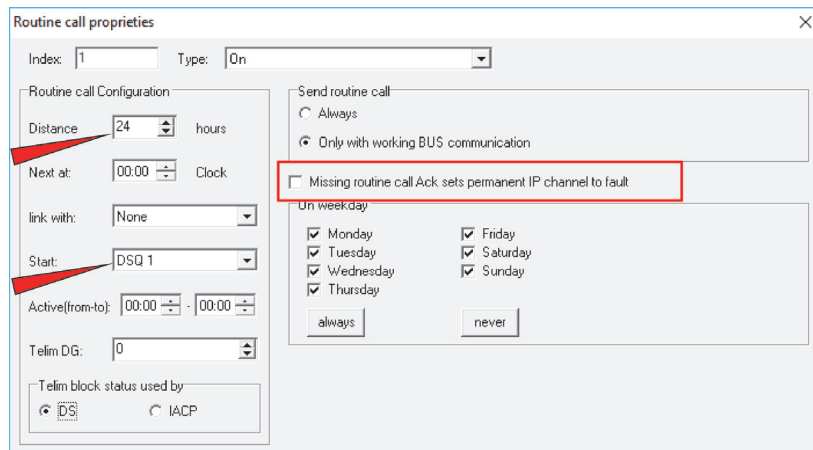 Routine call proprieties
Index: 1 Type: On
Routine call Configuration
Distance 24 hours
Next at: 00:00 Clock
link with: None
Start: DSQ 1
Active(from-to): 00:00 - 00:00
Telim DG: 0
Telim block status used by
DS IACP
Send routine call
Always
Only with working BUS communication
Missing routine call Ack sets permanent IP channel to fault
On weekday
Monday Friday
Tuesday Saturday
Wednesday Sunday
Thursday
always never